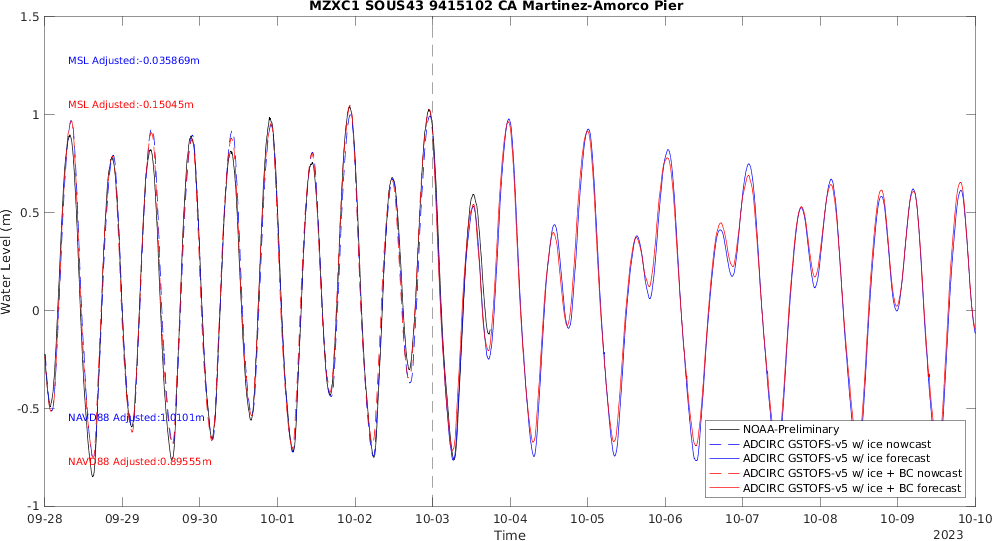 MZXC1 SOUS43 9415102 CA Martinez-Amorco Pier
1.5
1
0.5
0
-0.5
-1
Water Level (m)
MSL Adjusted:-0.035869m
MSL Adjusted:-0.15045m
NAVD88 Adjusted:1.0101m
NAVD88 Adjusted:0.89555m
NOAA-Preliminary
ADCIRC GSTOFS-v5 w/ ice nowcast
ADCIRC GSTOFS-v5 w/ ice forecast
ADCIRC GSTOFS-v5 w/ ice + BC nowcast
ADCIRC GSTOFS-v5 w/ ice + BC forecast
09-28 09-29 09-30 10-01 10-02 10-03 10-04 10-05 10-06 10-07 10-08 10-09 10-10
Time
2023